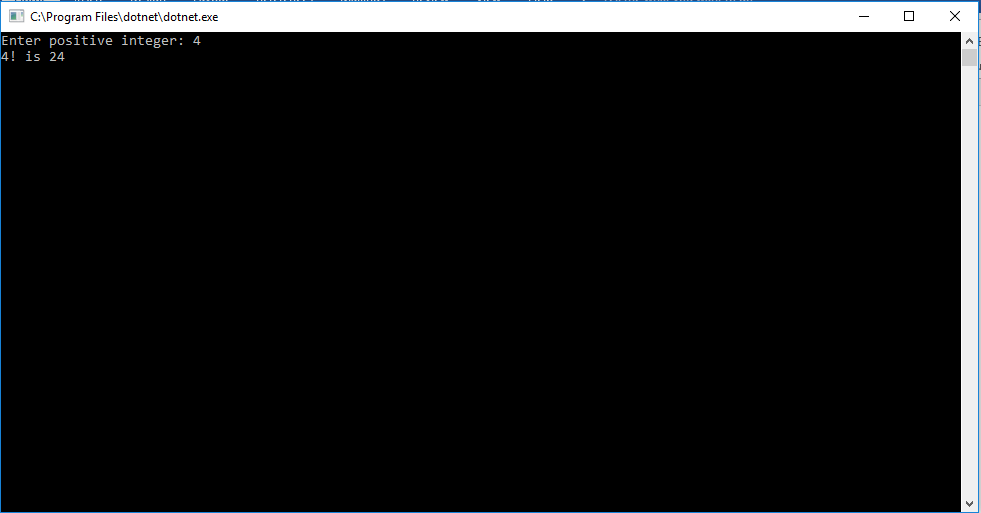 C:\Program Files\dotnet\dotnet.exe
Enter positive integer: 4
4! is 24